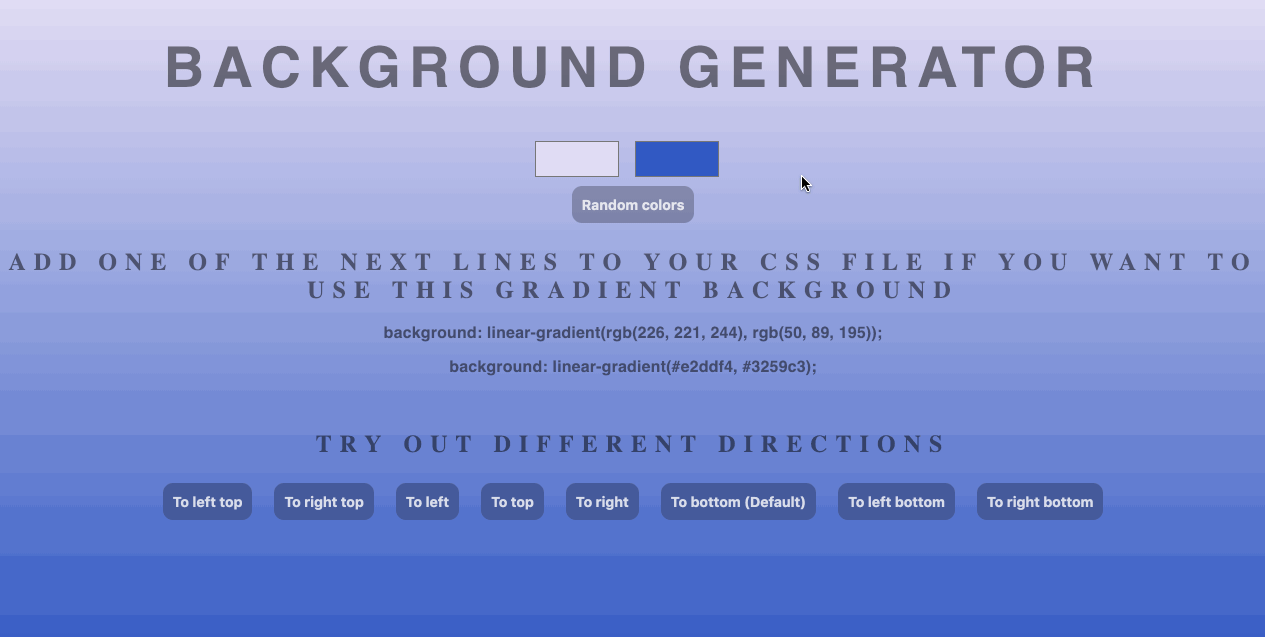 BACKGROUND GENERATOR
Random colors
ADD ONE OF THE NEXT LINES TO YOUR CSS FILE IF YOU WANT TO
USE THIS GRADIENT BACKGROUND
background: linear-gradient(rgb(226, 221, 244), rgb(50, 89, 195));
background: linear-gradient(#e2ddf4, #3259c3);
TRY OUT DIFFERENT DIRECTIONS
To left top To right top To left To top To right To bottom (Default) To left bottom To right bottom